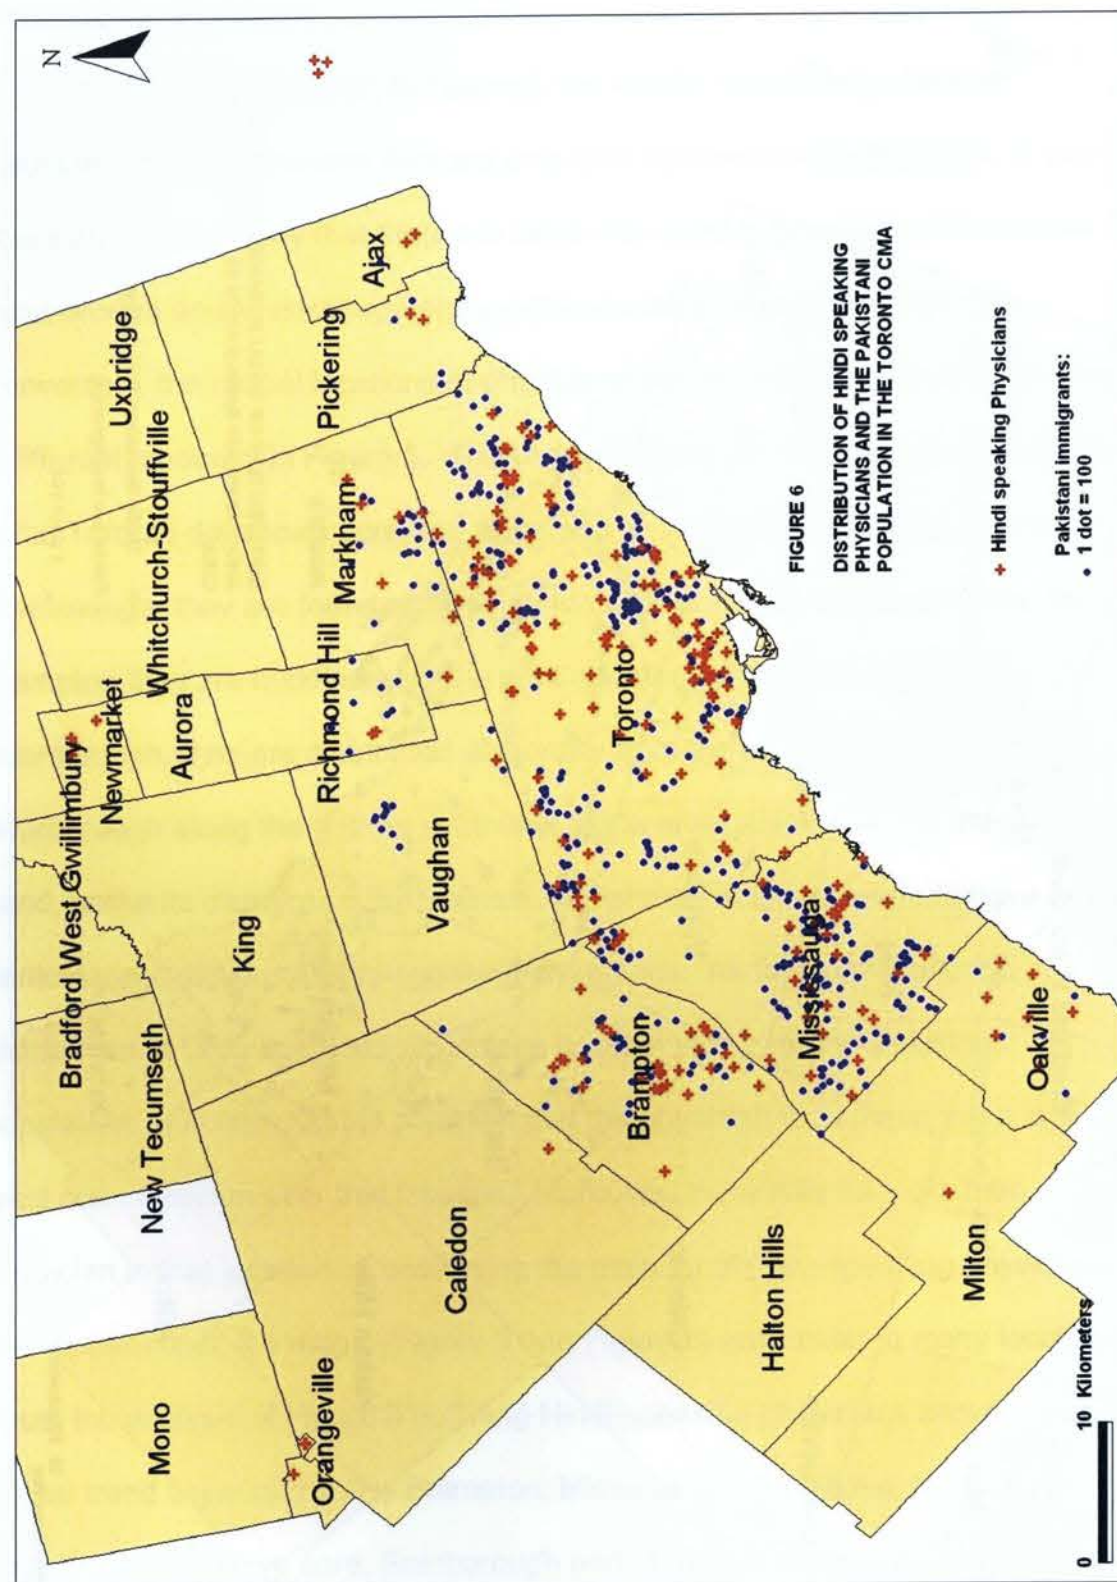 N
Uxbridge
Pickering
Ajax
Whitchurch-Stouffville
Markham
Newmarket
Aurora
Richmond Hill
Bradford West Gwillimbury
King
Vaughan
Toronto
New Tecumseth
Caledon
Brampton
Mississauga
Oakville
Mono
Orangeville
Halton Hills
Milton
FIGURE 6
DISTRIBUTION OF HINDI SPEAKING
PHYSICIANS AND THE PAKISTANI
POPULATION IN THE TORONTO CMA
Hindi speaking Physicians
Pakistani immigrants:
1 dot = 100
0 10 Kilometers